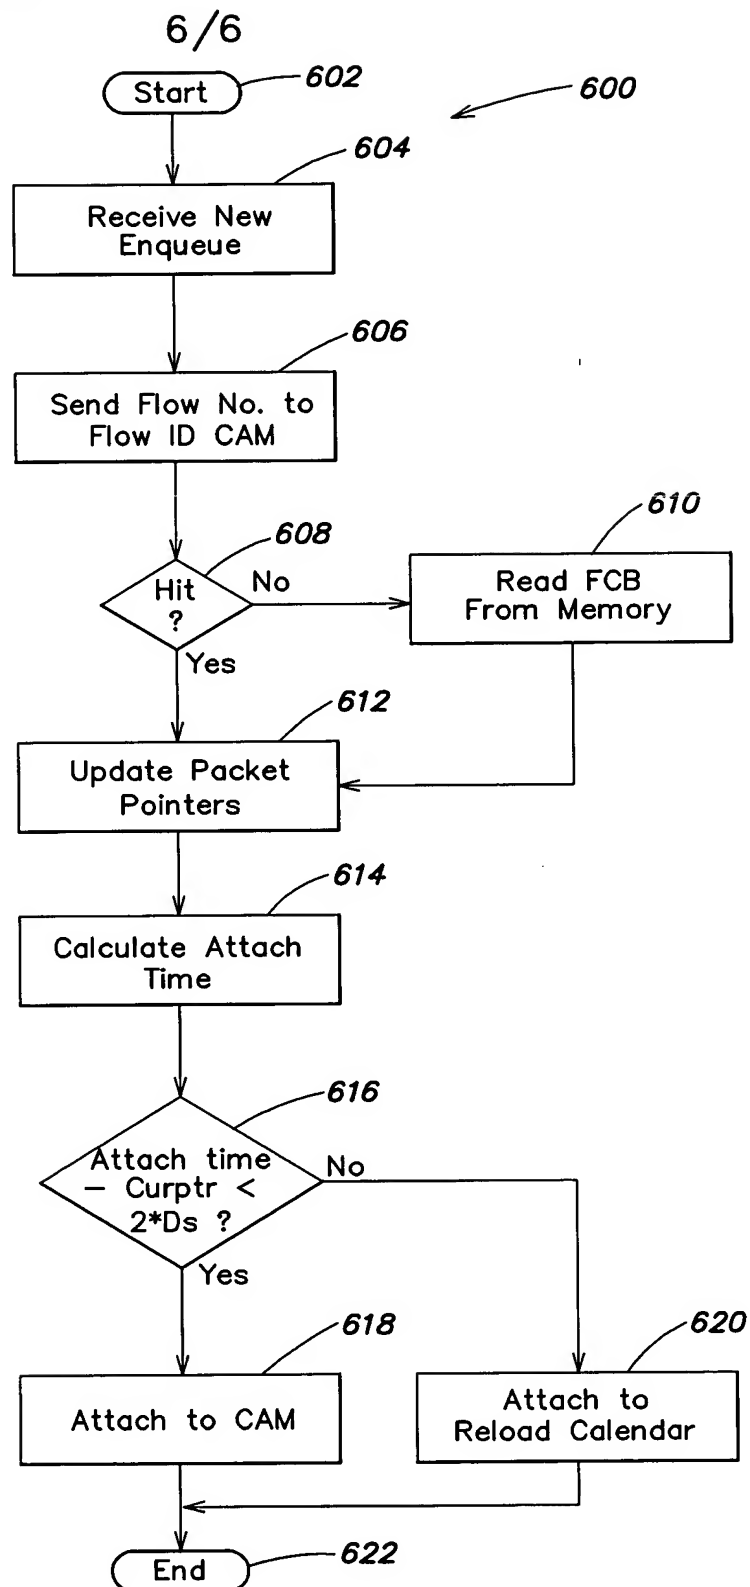 6/6
Start
602
600
604
Receive New
Enqueue
606
Send Flow No. to
Flow ID CAM
608
610
Hit
?
No
Read FCB
From Memory
Yes
612
Update Packet
Pointers
614
Calculate Attach
Time
616
Attach time
– Curptr <
2*Ds ?
No
Yes
618
620
Attach to CAM
Attach to
Reload Calendar
End
622